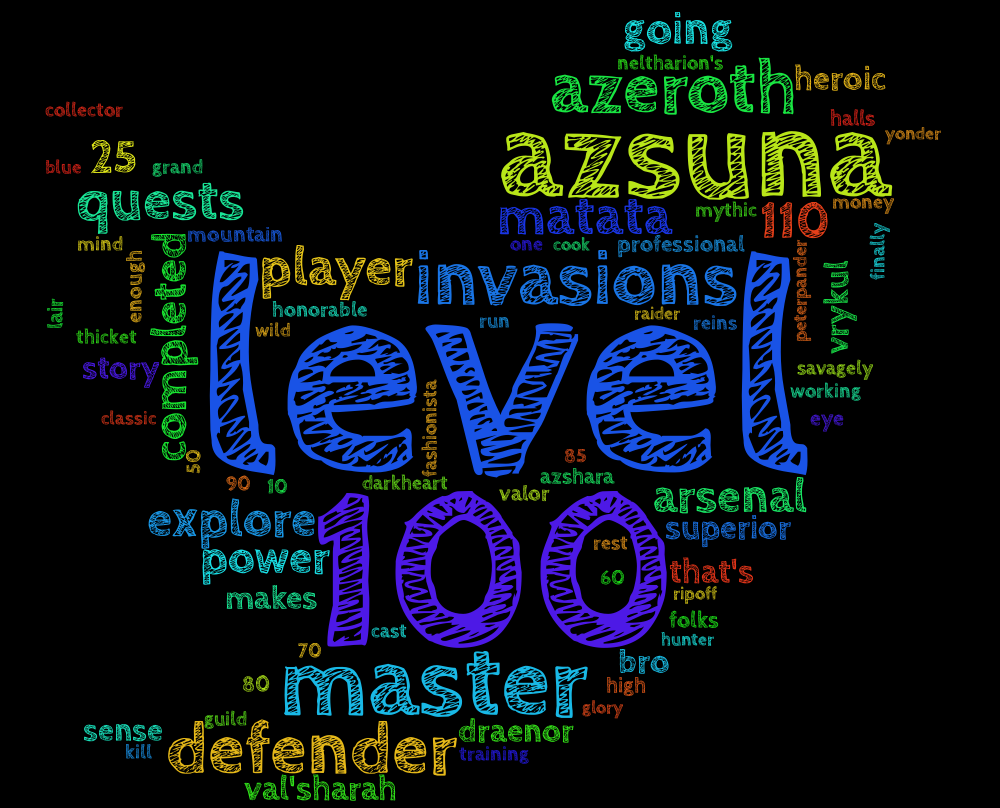 going
neltharion's
azeroth
heroic
collector
halls
yonder
azsuna
25
blue
grand
quests
matata
mythic
110
money
mind
mountain
one
cook
professional
finally
completed
enough
player
invasions
peterpander
vrykul
lair
honorable
wild
run
raider
reins
thicket
level
story
savagely
working
classic
fashionista
eye
50
90
10
darkheart
85
azshara
valor
arsenal
explore
100
superior
power
rest
that's
60
makes
ripoff
folks
cast
hunter
70
bro
80
master
high
glory
guild
sense
kill
defender
draenor
training
val'sharah